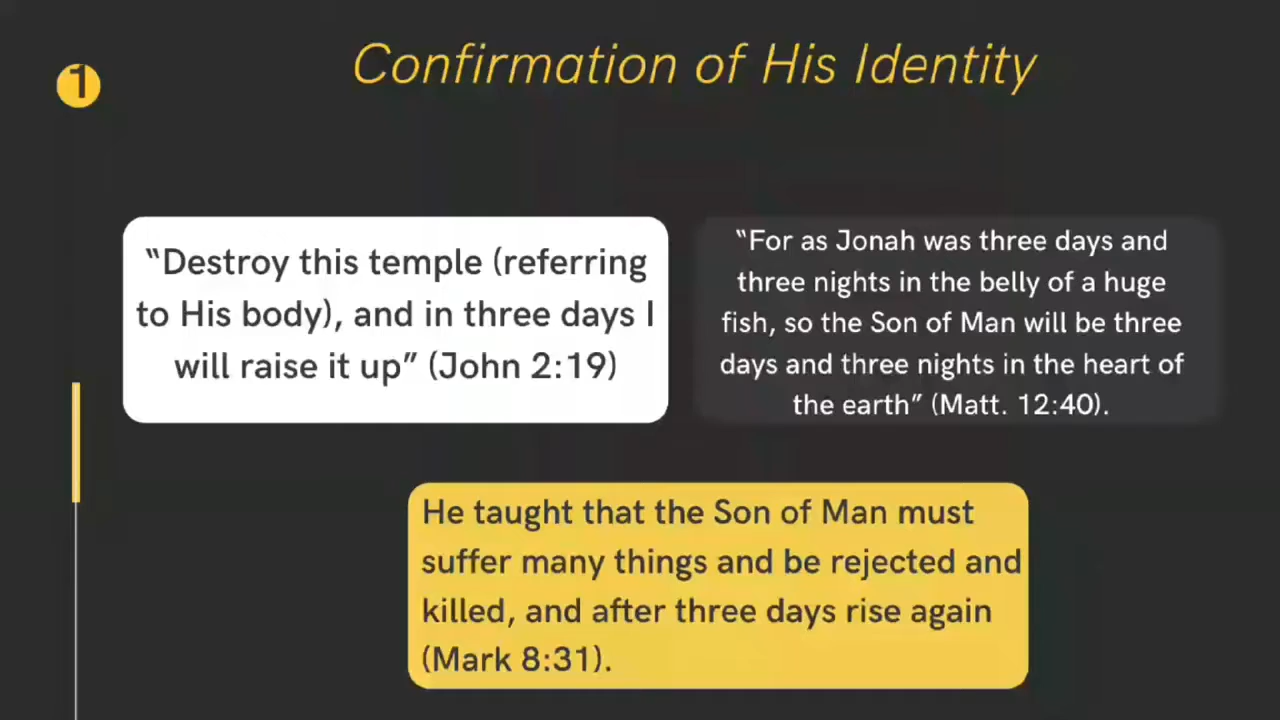 1
Confirmation of His Identity
“Destroy this temple (referring
to His body), and in three days I
will raise it up” (John 2:19)
“For as Jonah was three days and
three nights in the belly of a huge
fish, so the Son of Man will be three
days and three nights in the heart of
the earth” (Matt. 12:40).
He taught that the Son of Man must
suffer many things and be rejected and
killed, and after three days rise again
(Mark 8:31).